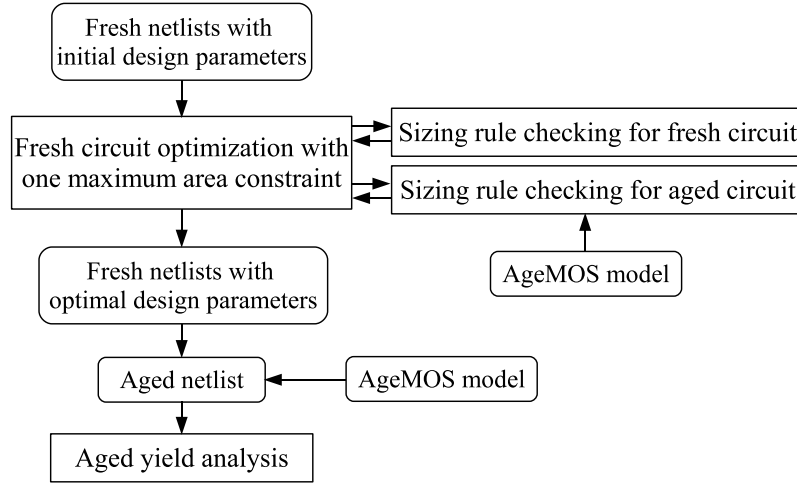 Fresh netlists with
initial design parameters
Fresh circuit optimization with
one maximum area constraint
Sizing rule checking for fresh circuit
Sizing rule checking for aged circuit
AgeMOS model
Fresh netlists with
optimal design parameters
Aged netlist
AgeMOS model
Aged yield analysis